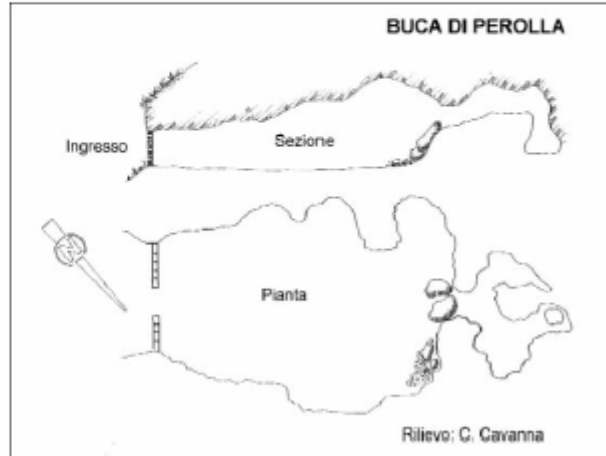 BUCA DI PEROLLA
Ingresso
Sezione
Pianta
Rilievo: C. Cavanna